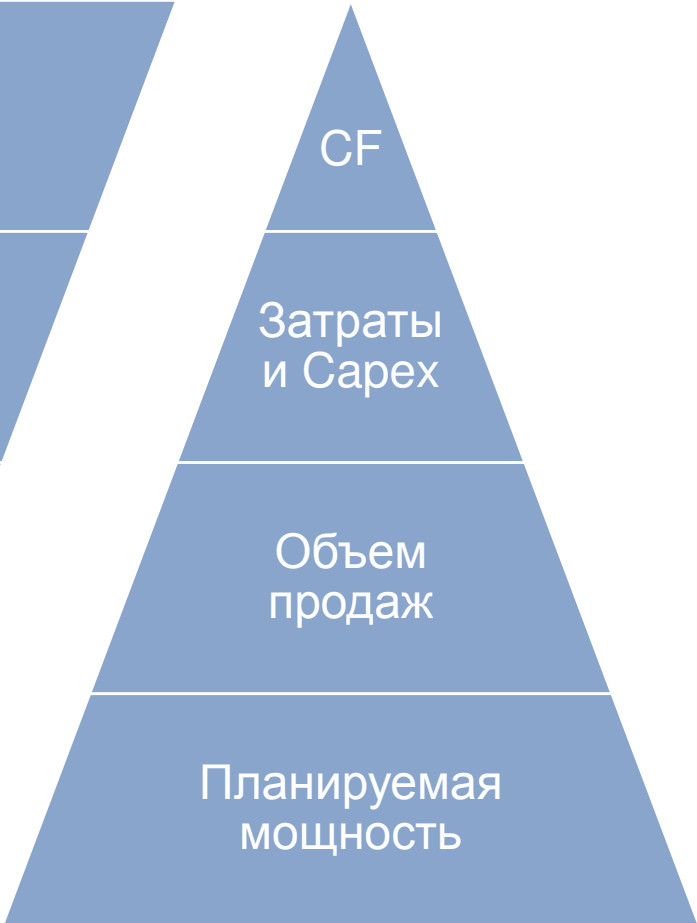 CF
Затраты
и Capex
Объем
продаж
Планируемая
мощность